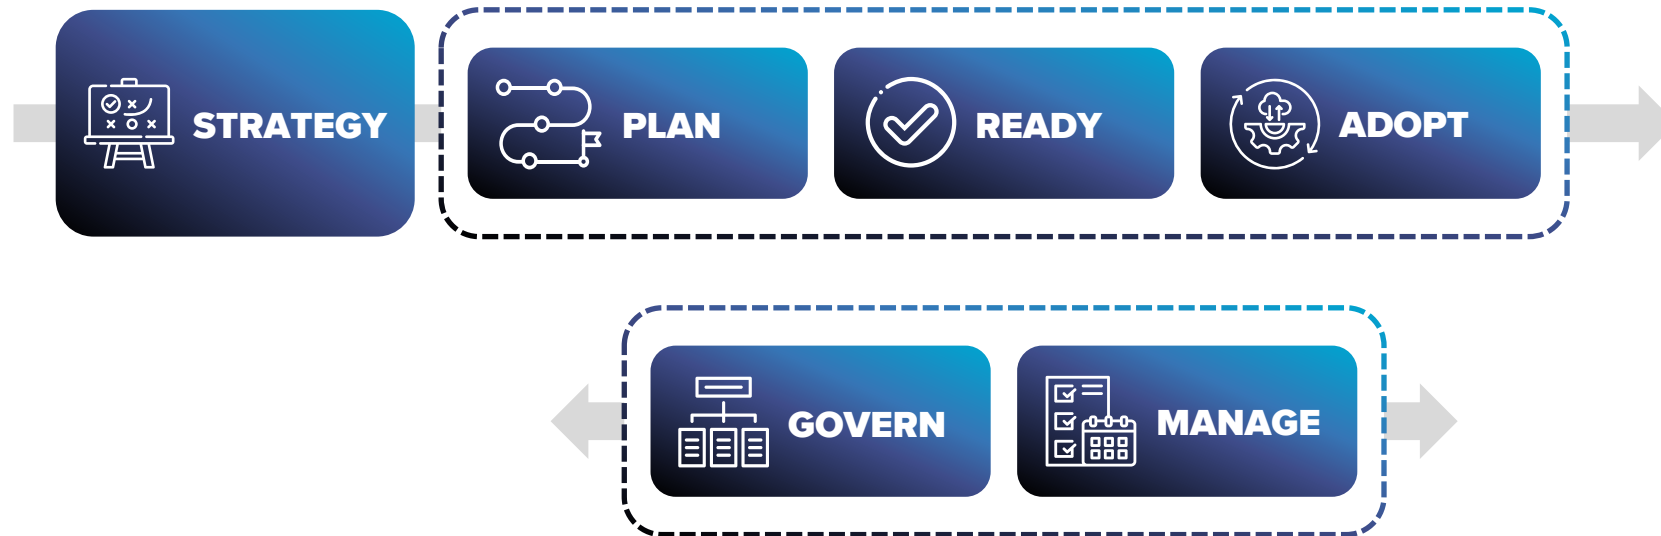 STRATEGY
PLAN
READY
ADOPT
GOVERN
MANAGE